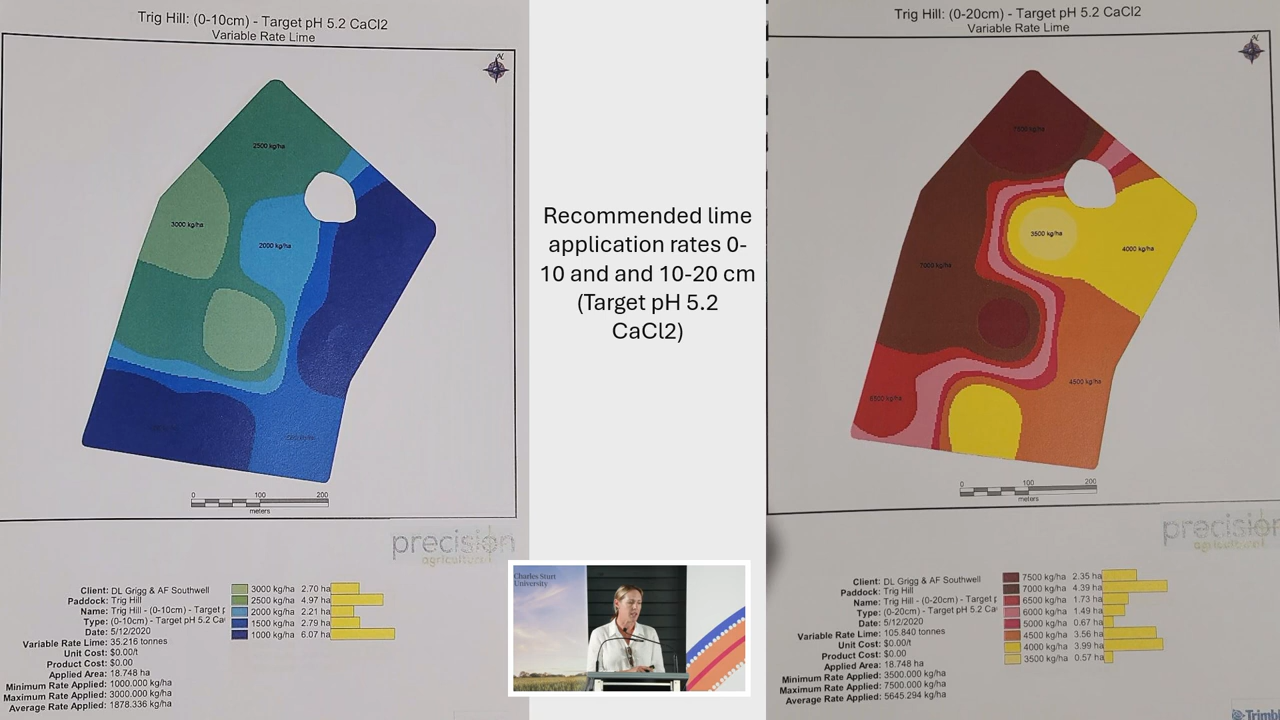 Trig Hill: (0-10cm) - Target pH 5.2 CaCl2
Variable Rate Lime
N
2500 kg/ha
3000 kg/ha
2000 kg/ha
0 100 200
meters
precision
agriculture
Client: DL Grigg & AF Southwell
Paddock: Trig Hill
Name: Trig Hill - (0-10cm) - Target p
Type: (0-10cm) - Target pH 5.2 Ca
Date: 5/12/2020
Variable Rate Lime: 35.216 tonnes
Unit Cost: $0.00/t
Product Cost: $0.00
Applied Area: 18.748 ha
Minimum Rate Applied: 1000.000 kg/ha
Maximum Rate Applied: 3000.000 kg/ha
Average Rate Applied: 1878.336 kg/ha
3000 kg/ha 2.70 ha
2500 kg/ha 4.97 ha
2000 kg/ha 2.21 ha
1500 kg/ha 2.79 ha
1000 kg/ha 6.07 ha
Recommended lime
application rates 0-
10 and and 10-20 cm
(Target pH 5.2
CaCl2)
Charles Sturt
University
Trig Hill: (0-20cm) - Target pH 5.2 CaCl2
Variable Rate Lime
N
7500 kg/ha
3500 kg/ha
4000 kg/ha
7000 kg/ha
4500 kg/ha
6500 kg/ha
0 100 200
meters
precision
agricultural
Client: DL Grigg & AF Southwell
Paddock: Trig Hill
Name: Trig Hill - (0-20cm) - Target p
Type: (0-20cm) - Target pH 5.2 Ca
Date: 5/12/2020
Variable Rate Lime: 105.840 tonnes
Unit Cost: $0.00/t
Product Cost: $0.00
Applied Area: 18.748 ha
Minimum Rate Applied: 3500.000 kg/ha
Maximum Rate Applied: 7500.000 kg/ha
Average Rate Applied: 5645.294 kg/ha
7500 kg/ha 2.35 ha
7000 kg/ha 4.39 ha
6500 kg/ha 1.73 ha
6000 kg/ha 1.49 ha
5000 kg/ha 0.67 ha
4500 kg/ha 3.56 ha
4000 kg/ha 3.99 ha
3500 kg/ha 0.57 ha
Trimb